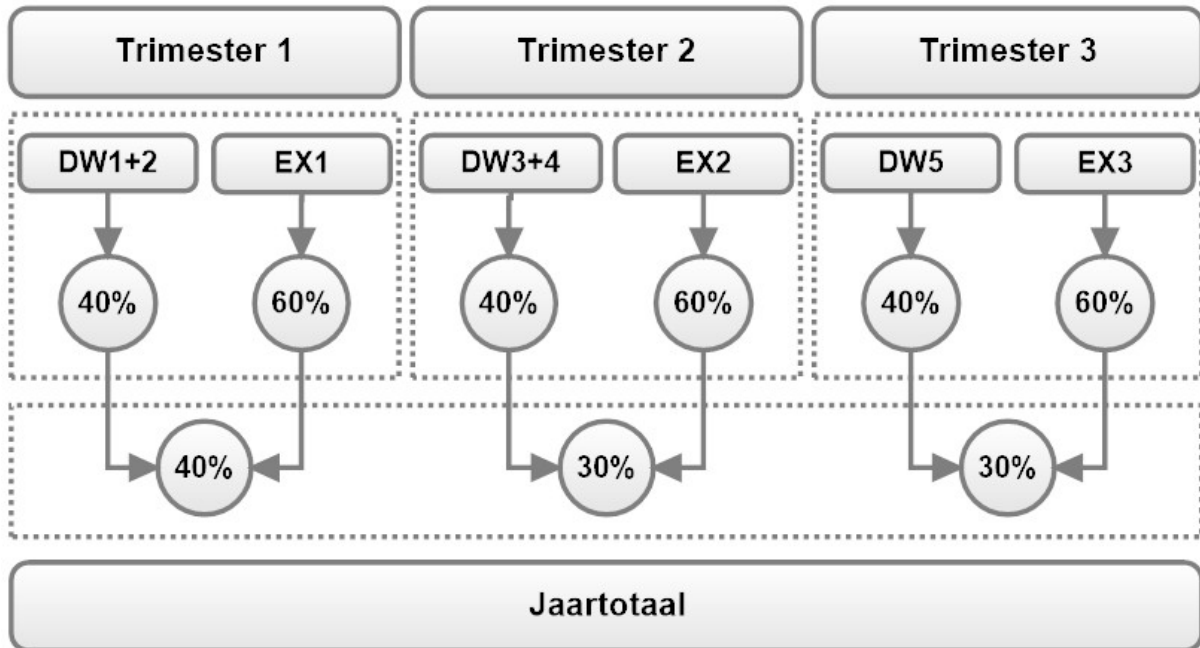 Trimester 1
Trimester 2
Trimester 3
DW1+2
EX1
DW3+4
EX2
DW5
EX3
40%
60%
40%
60%
40%
60%
40%
30%
30%
Jaartotaal